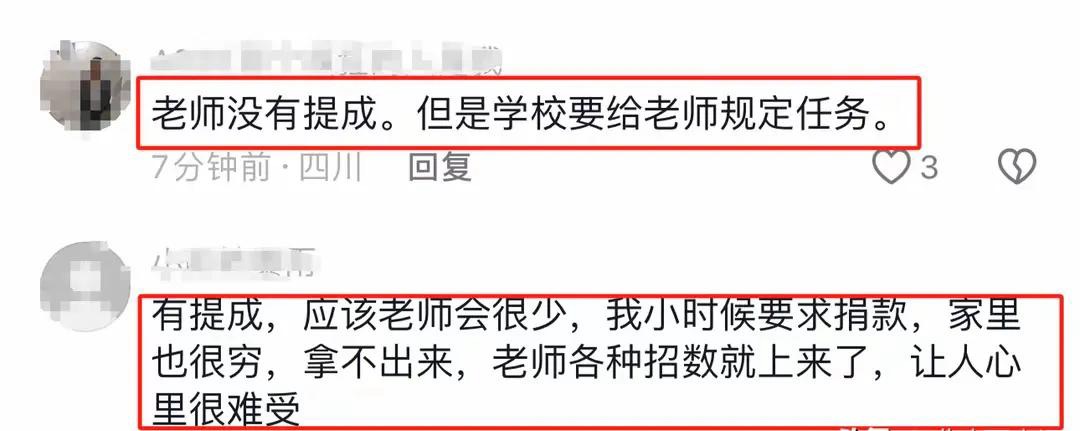 老师没有提成。但是学校要给老师规定任务。
7分钟前·四川 回复 3
有提成，应该老师会很少，我小时候要求捐款，家里
也很穷，拿不出来，老师各种招数就上来了，让人心
里很难受